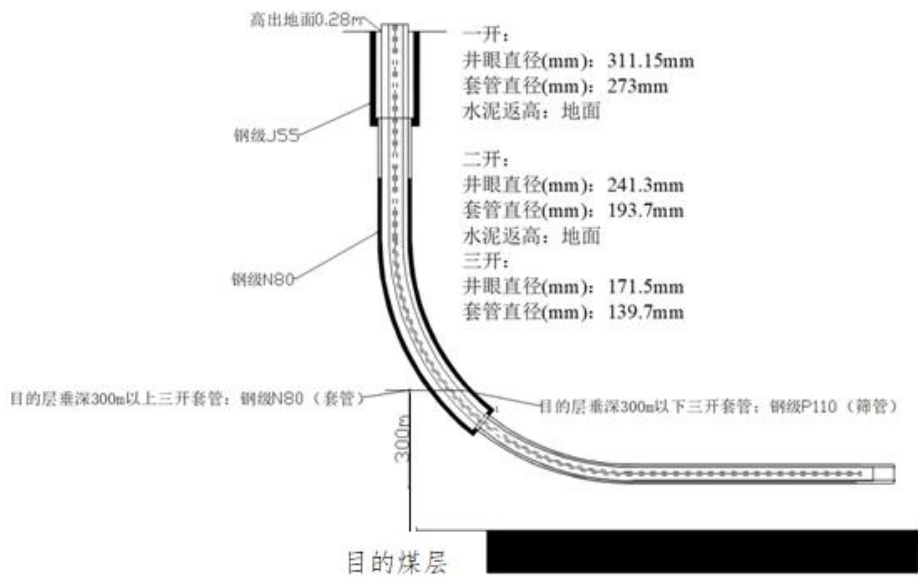 高出地面0.28m
一开：
井眼直径(mm)：311.15mm
套管直径(mm)：273mm
水泥返高：地面
钢级J55
二开：
井眼直径(mm)：241.3mm
套管直径(mm)：193.7mm
水泥返高：地面
三开：
井眼直径(mm)：171.5mm
套管直径(mm)：139.7mm
钢级N80
目的层垂深300m以上三开套管：钢级N80（套管）
目的层垂深300m以下三开套管：钢级P110（筛管）
300m
目的煤层